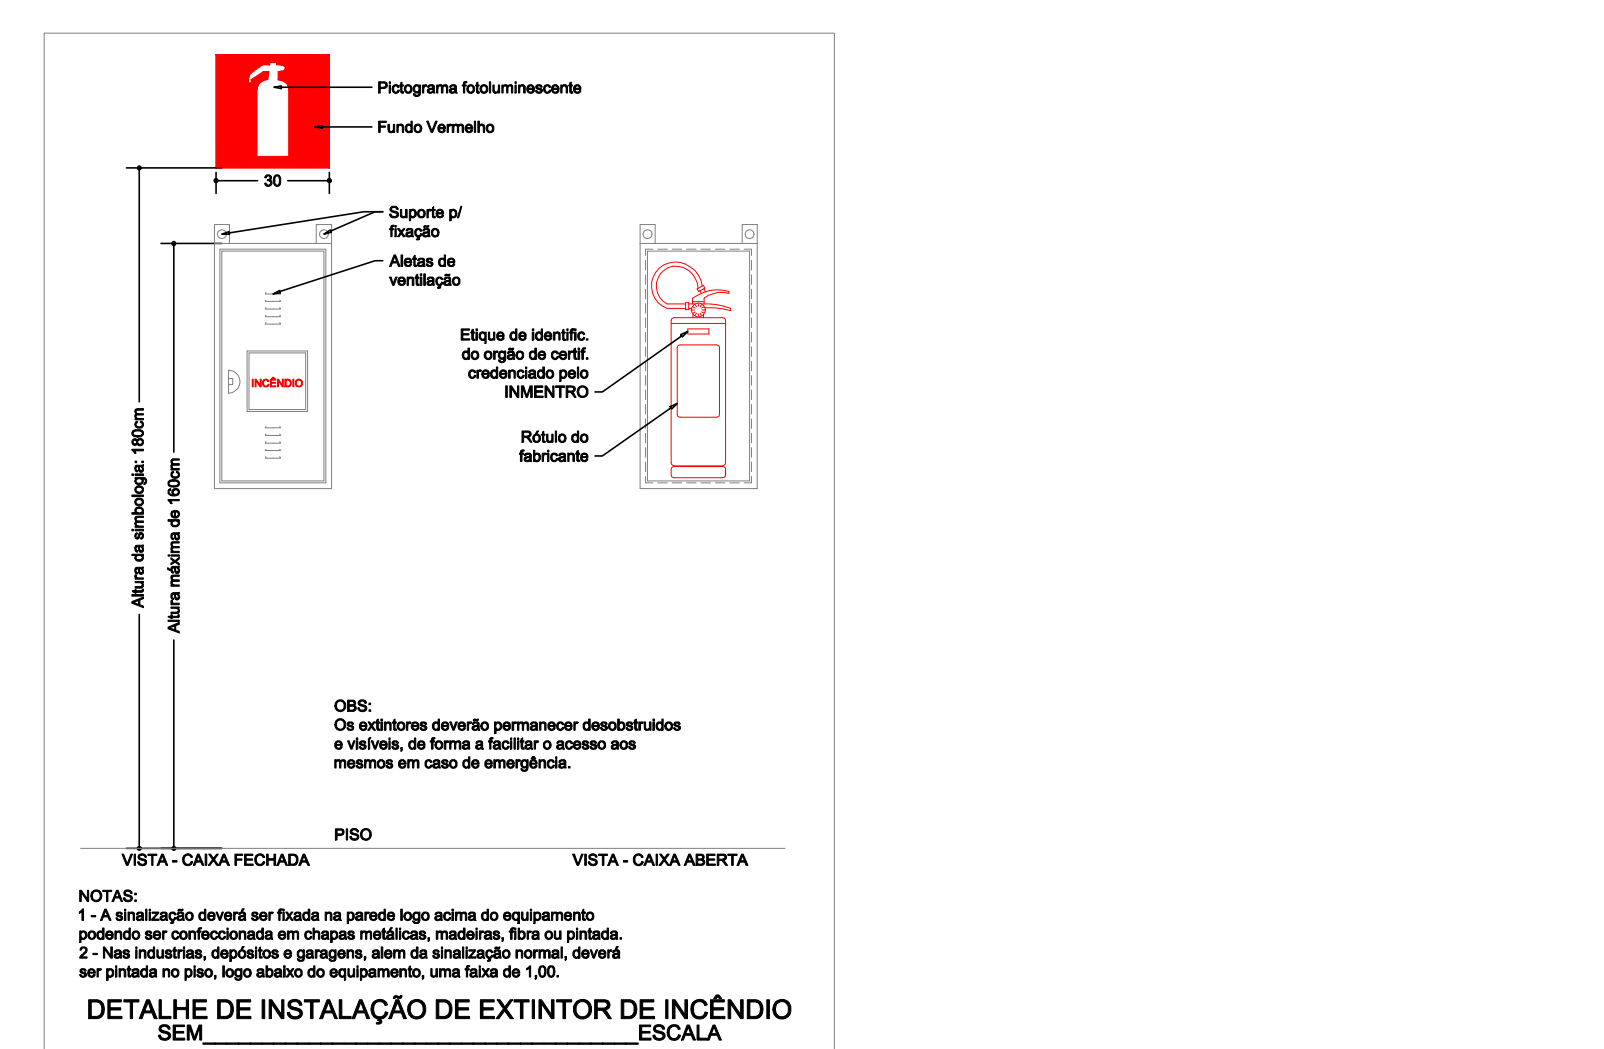 Pictograma fotoluminescente
Fundo Vermelho
30
Suporte p/
fixação
Aletas de
ventilação
INCÊNDIO
Etique de identific.
do orgão de certif.
credenciado pelo
INMENTRO
Rótulo do
fabricante
Altura da simbologia: 180cm
Altura máxima de 160cm
OBS:
Os extintores deverão permanecer desobstruidos
e visíveis, de forma a facilitar o acesso aos
mesmos em caso de emergência.
PISO
VISTA - CAIXA FECHADA
VISTA - CAIXA ABERTA
NOTAS:
1 - A sinalização deverá ser fixada na parede logo acima do equipamento
podendo ser confeccionada em chapas metálicas, madeiras, fibra ou pintada.
2 - Nas industrias, depósitos e garagens, alem da sinalização normal, deverá
ser pintada no piso, logo abaixo do equipamento, uma faixa de 1,00.
DETALHE DE INSTALAÇÃO DE EXTINTOR DE INCÊNDIO
SEM____________________________________ESCALA